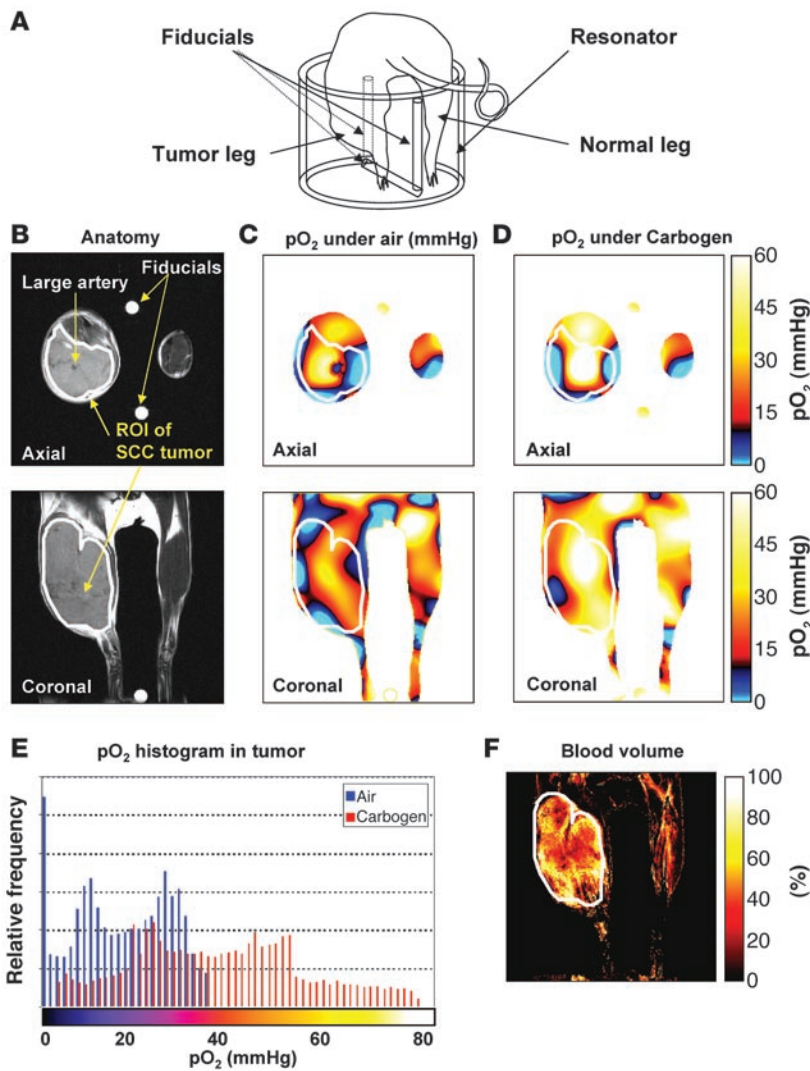 A
Fiducials
Resonator
Tumor leg
Normal leg
B
Anatomy
Large artery
Fiducials
ROI of
SCC tumor
Axial
Coronal
C
pO₂ under air (mmHg)
Axial
Coronal
D
pO₂ under Carbogen
Axial
60
45
30
15
0
pO₂ (mmHg)
Coronal
60
45
30
15
0
pO₂ (mmHg)
E
pO₂ histogram in tumor
Air
Carbogen
Relative frequency
0 20 40 60 80
pO₂ (mmHg)
F
Blood volume
100
80
60
40
20
0
(%)